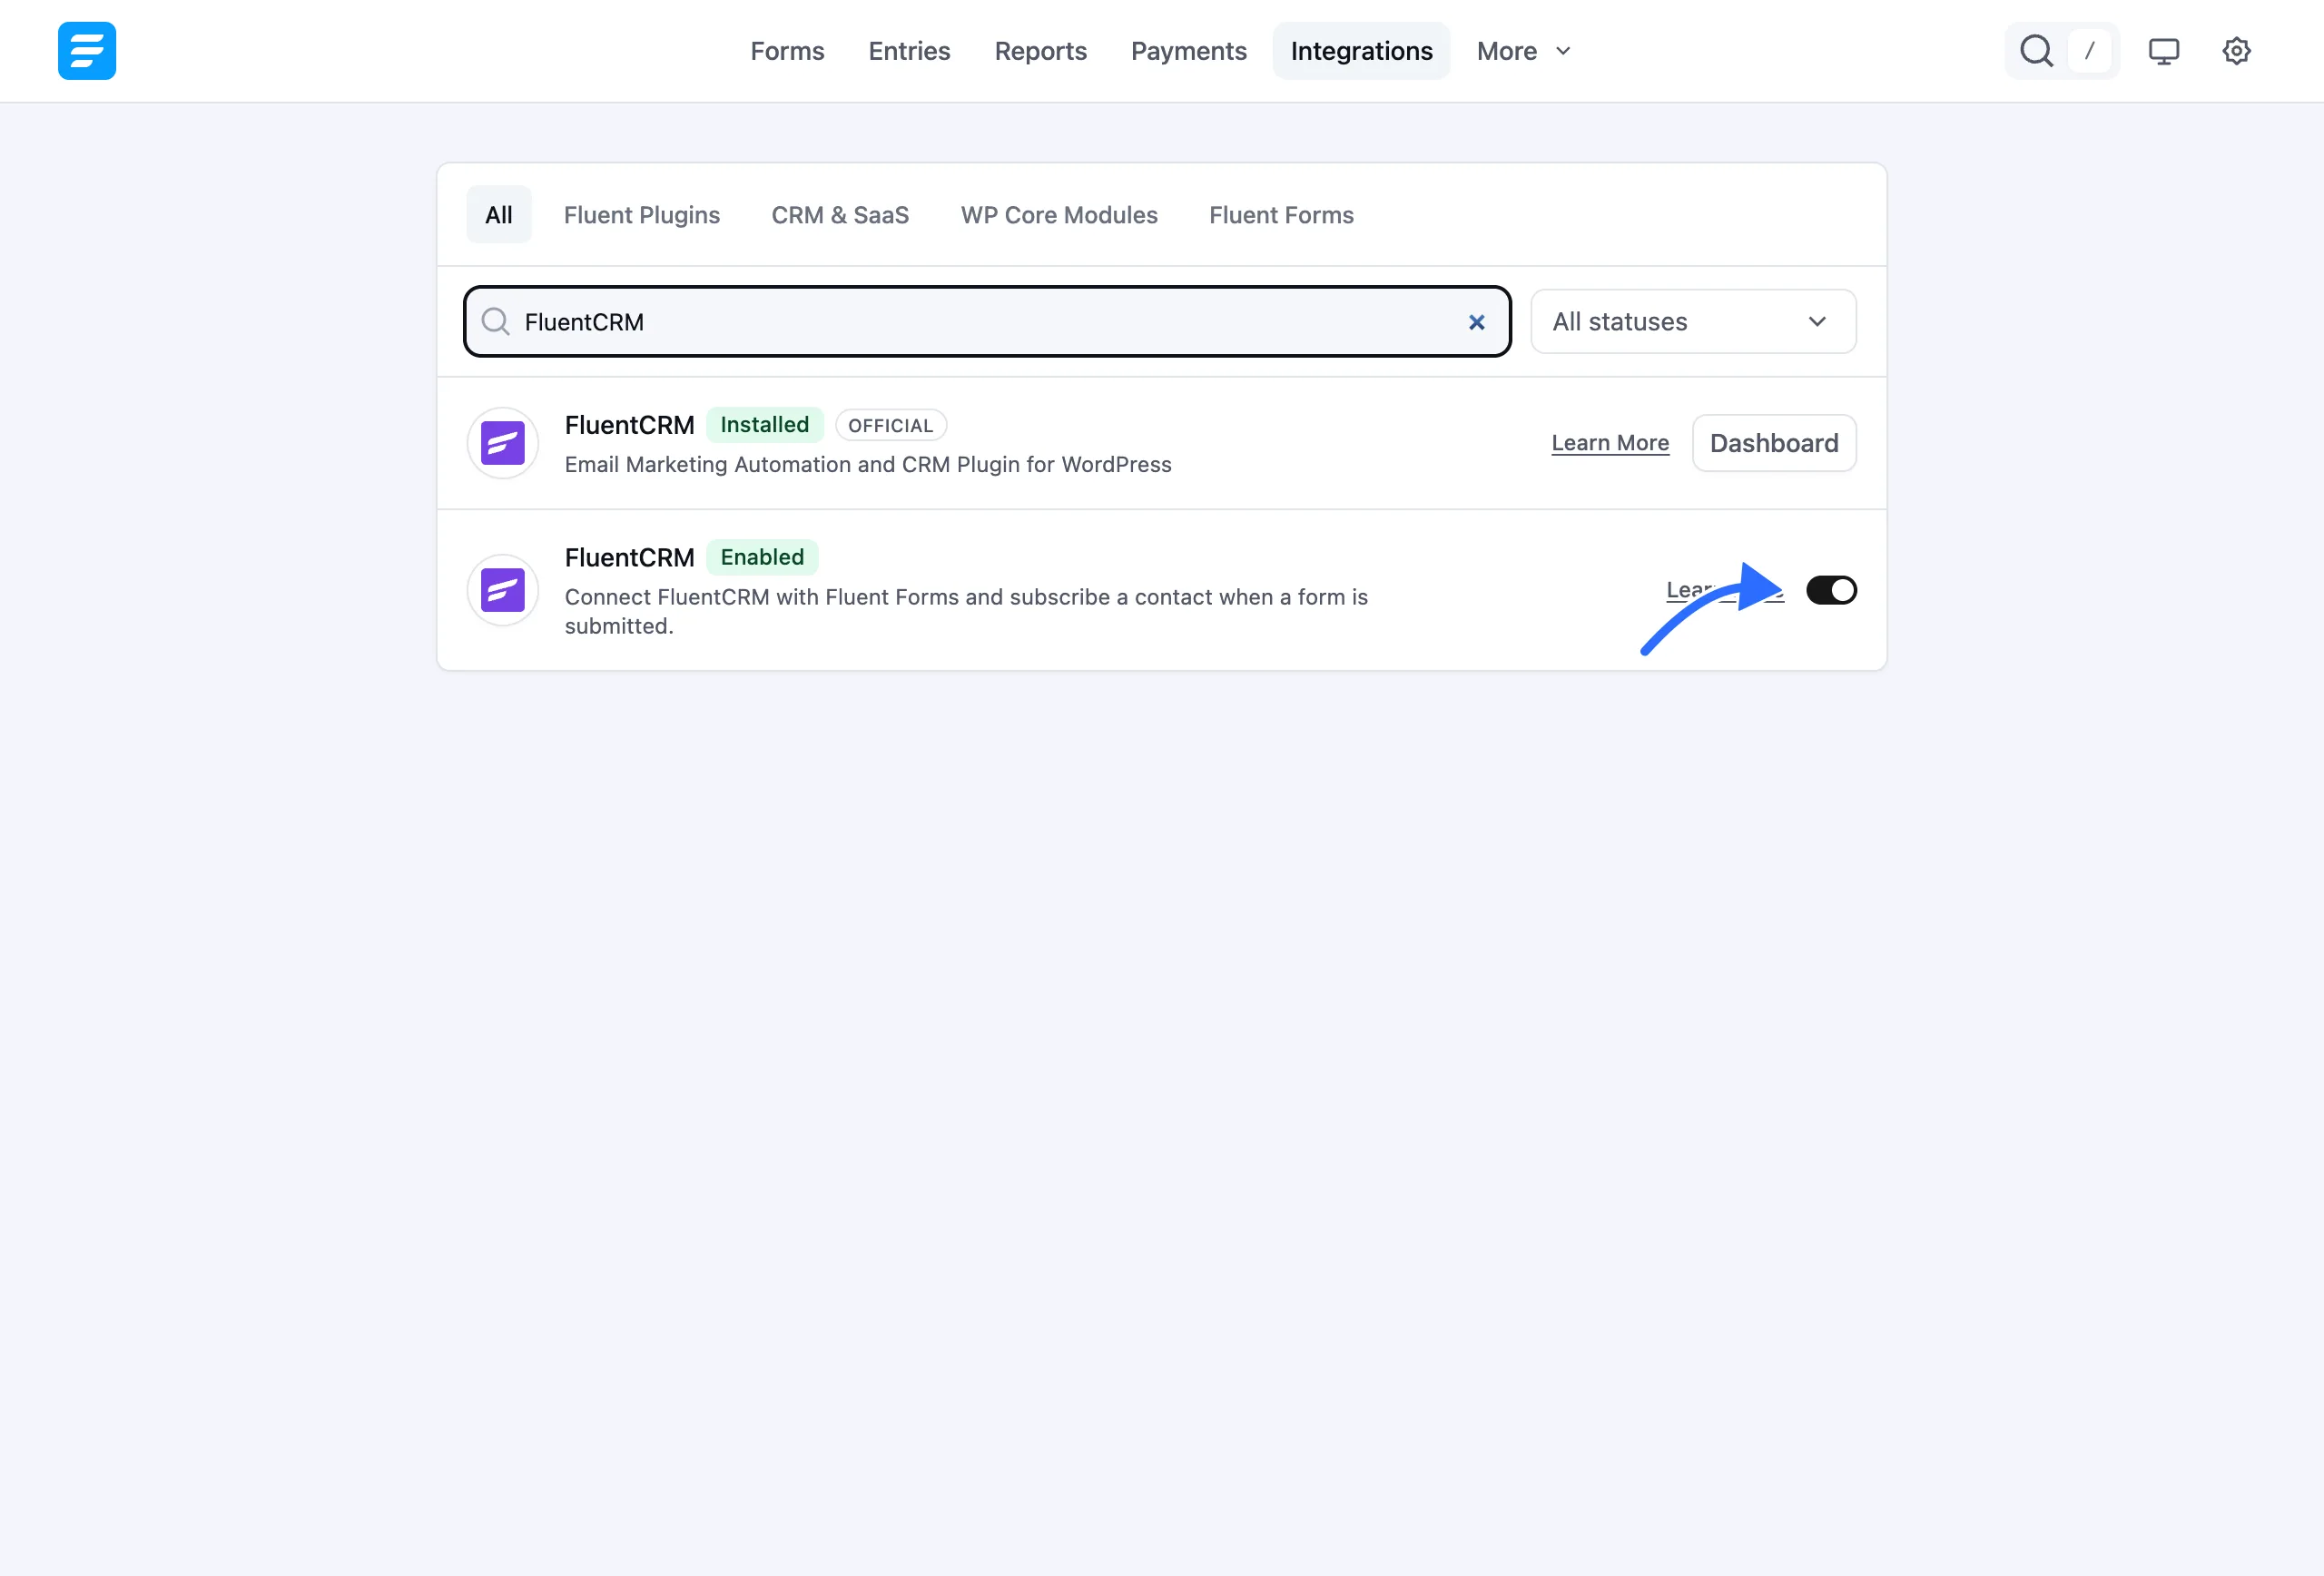 Forms Entries Reports Payments Integrations More /
All Fluent Plugins CRM & SaaS WP Core Modules Fluent Forms
FluentCRM All statuses
FluentCRM Installed OFFICIAL
Email Marketing Automation and CRM Plugin for WordPress
Learn More Dashboard
FluentCRM Enabled
Connect FluentCRM with Fluent Forms and subscribe a contact when a form is
submitted.